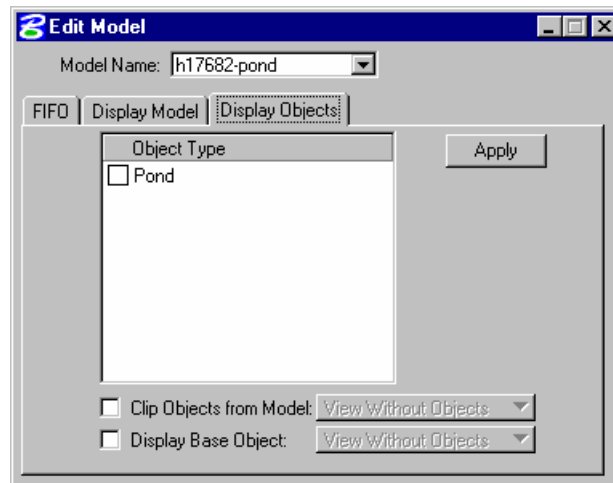 Edit Model
Model Name: h17682-pond
FIFO Display Model Display Objects
Object Type
Apply
Pond
Clip Objects from Model: View Without Objects
Display Base Object: View Without Objects